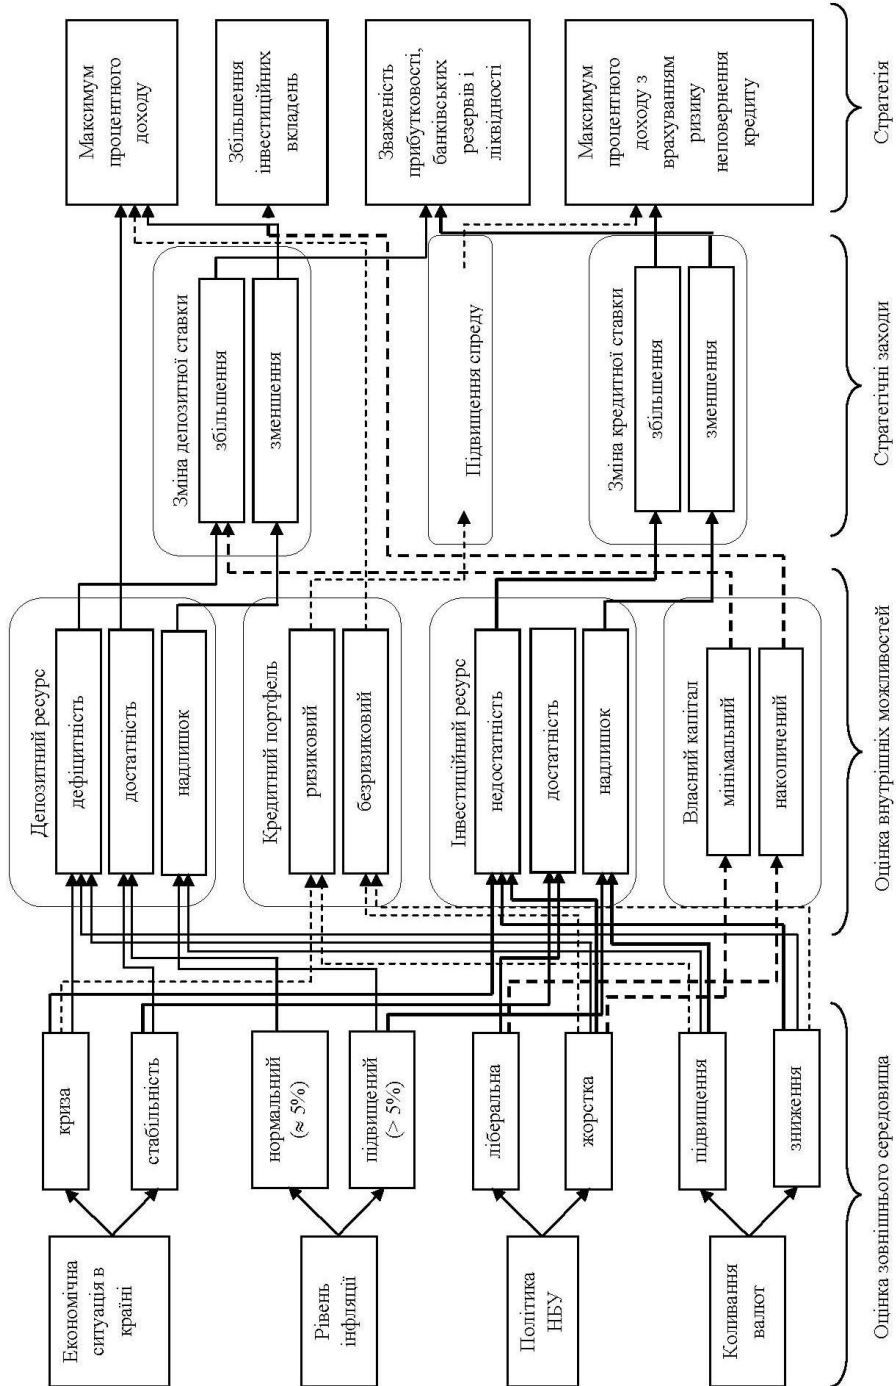 Економічна
ситуація в
країні
Рівень
інфляції
Політика
НБУ
Коливання
валют
Оцінка зовнішнього середовища
криза
стабільність
нормальний
(≈ 5%)
підвищений
(> 5%)
ліберальна
жорстка
підвищення
зниження
Депозитний ресурс
дефіцитність
достатність
надлишок
Кредитний портфель
ризиковий
безризиковий
Інвестиційний ресурс
недостатність
достатність
надлишок
Власний капітал
мінімальний
накопичений
Оцінка внутрішніх можливостей
Зміна депозитної ставки
збільшення
зменшення
Підвищення спреду
Зміна кредитної ставки
збільшення
зменшення
Стратегічні заходи
Максимум
процентного
доходу
Збільшення
інвестиційних
вкладень
Зваженість
прибутковості,
банківських
резервів і
ліквідності
Максимум
процентного
доходу з
врахуванням
ризику
неповернення
кредиту
Стратегія